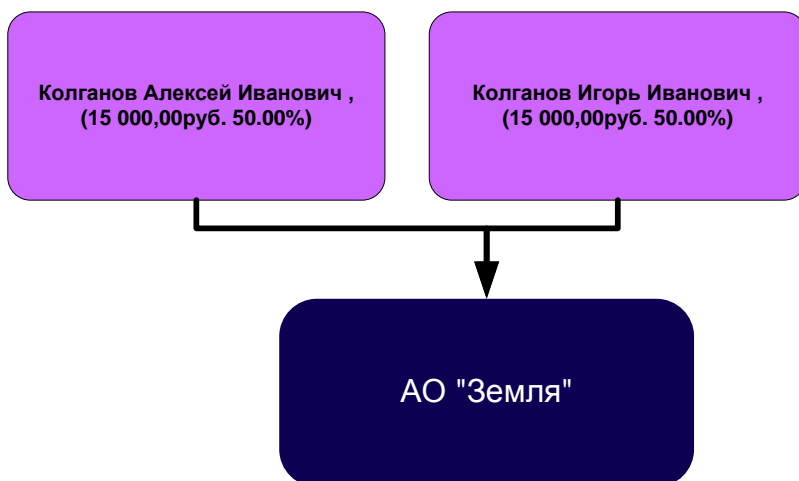 Колганов Алексей Иванович ,
(15 000,00руб. 50.00%)
Колганов Игорь Иванович ,
(15 000,00руб. 50.00%)
АО "Земля"